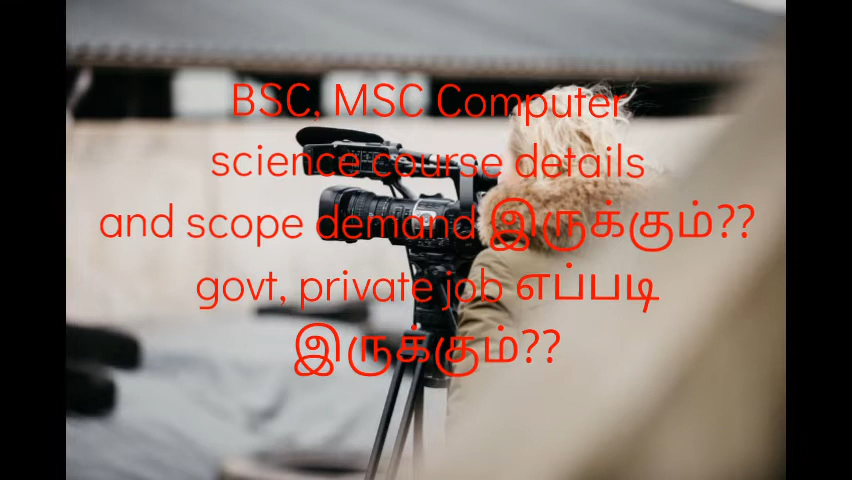 BSC, MSC Computer
science course details
and scope demand இருக்கும்??
govt, private job எப்படி
இருக்கும்??